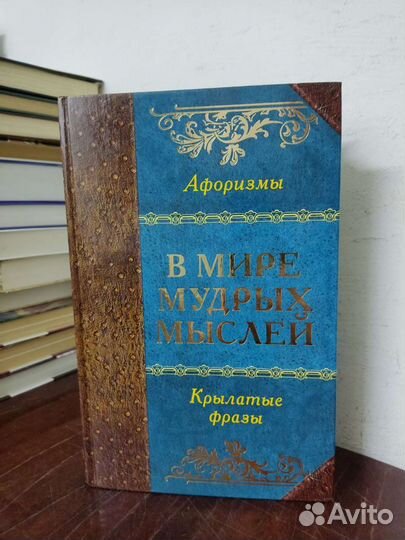 Афоризмы
В МИРЕ
МУДРЫХ
МЫСЛЕЙ
Крылатые
фразы
Avito